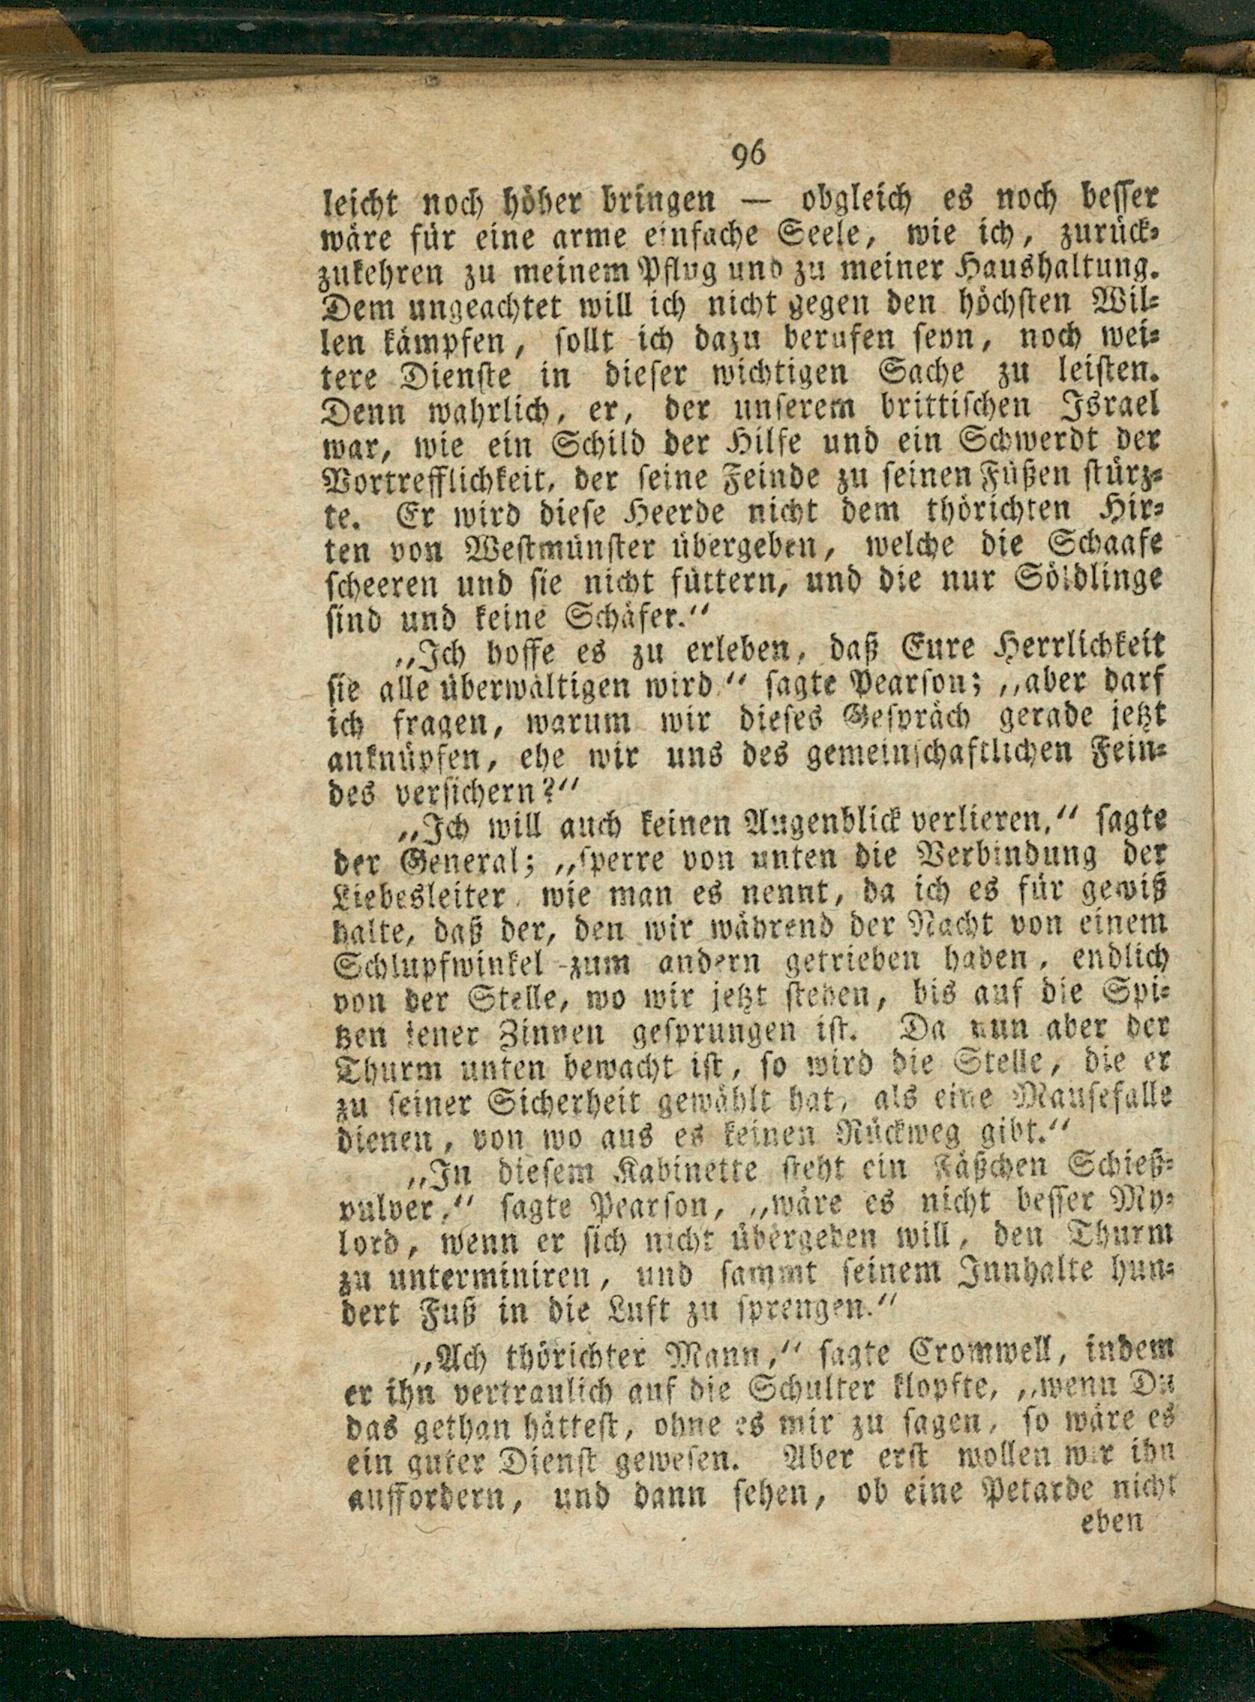 96
leicht noch höher bringen — obgleich es noch besser
wäre für eine arme einfache Seele, wie ich, zurück-
zukehren zu meinem Pflug und zu meiner Haushaltung.
Dem ungeachtet will ich nicht gegen den höchsten Wil-
len kämpfen, sollt ich dazu berufen seyn, noch wei-
tere Dienste in dieser wichtigen Sache zu leisten.
Denn wahrlich, er, der unserem brittischen Israel
war, wie ein Schild der Hilfe und ein Schwerdt der
Vortrefflichkeit, der seine Feinde zu seinen Füßen stürz-
te. Er wird diese Heerde nicht dem thörichten Hir-
ten von Westmünster übergeben, welche die Schaafe
scheeren und sie nicht füttern, und die nur Söldlinge
sind und keine Schäfer.“
„Ich hoffe es zu erleben, daß Eure Herrlichkeit
sie alle überwältigen wird,“ sagte Pearson; „aber darf
ich fragen, warum wir dieses Gespräch gerade jetzt
anknüpfen, ehe wir uns des gemeinschaftlichen Fein-
des versichern?“
„Ich will auch keinen Augenblick verlieren,“ sagte
der General; „sperre von unten die Verbindung der
Liebesleiter, wie man es nennt, da ich es für gewiß
halte, daß der, den wir während der Nacht von einem
Schlupfwinkel zum andern getrieben haben, endlich
von der Stelle, wo wir jetzt stehen, bis auf die Spi-
tzen jener Zinnen gesprungen ist. Da nun aber der
Thurm unten bewacht ist, so wird die Stelle, die er
zu seiner Sicherheit gewählt hat, als eine Mausefalle
dienen, von wo aus es keinen Rückweg gibt.“
„In diesem Kabinette steht ein Fäßchen Schieß-
pulver,“ sagte Pearson, „wäre es nicht besser My-
lord, wenn er sich nicht übergeben will, den Thurm
zu unterminiren, und sammt seinem Innhalte hun-
dert Fuß in die Luft zu sprengen.“
„Ach thörichter Mann,“ sagte Cromwell, indem
er ihn vertraulich auf die Schulter klopfte, „wenn Du
das gethan hättest, ohne es mir zu sagen, so wäre es
ein guter Dienst gewesen. Aber erst wollen wir ihn
auffordern, und dann sehen, ob eine Petarde nicht
eben